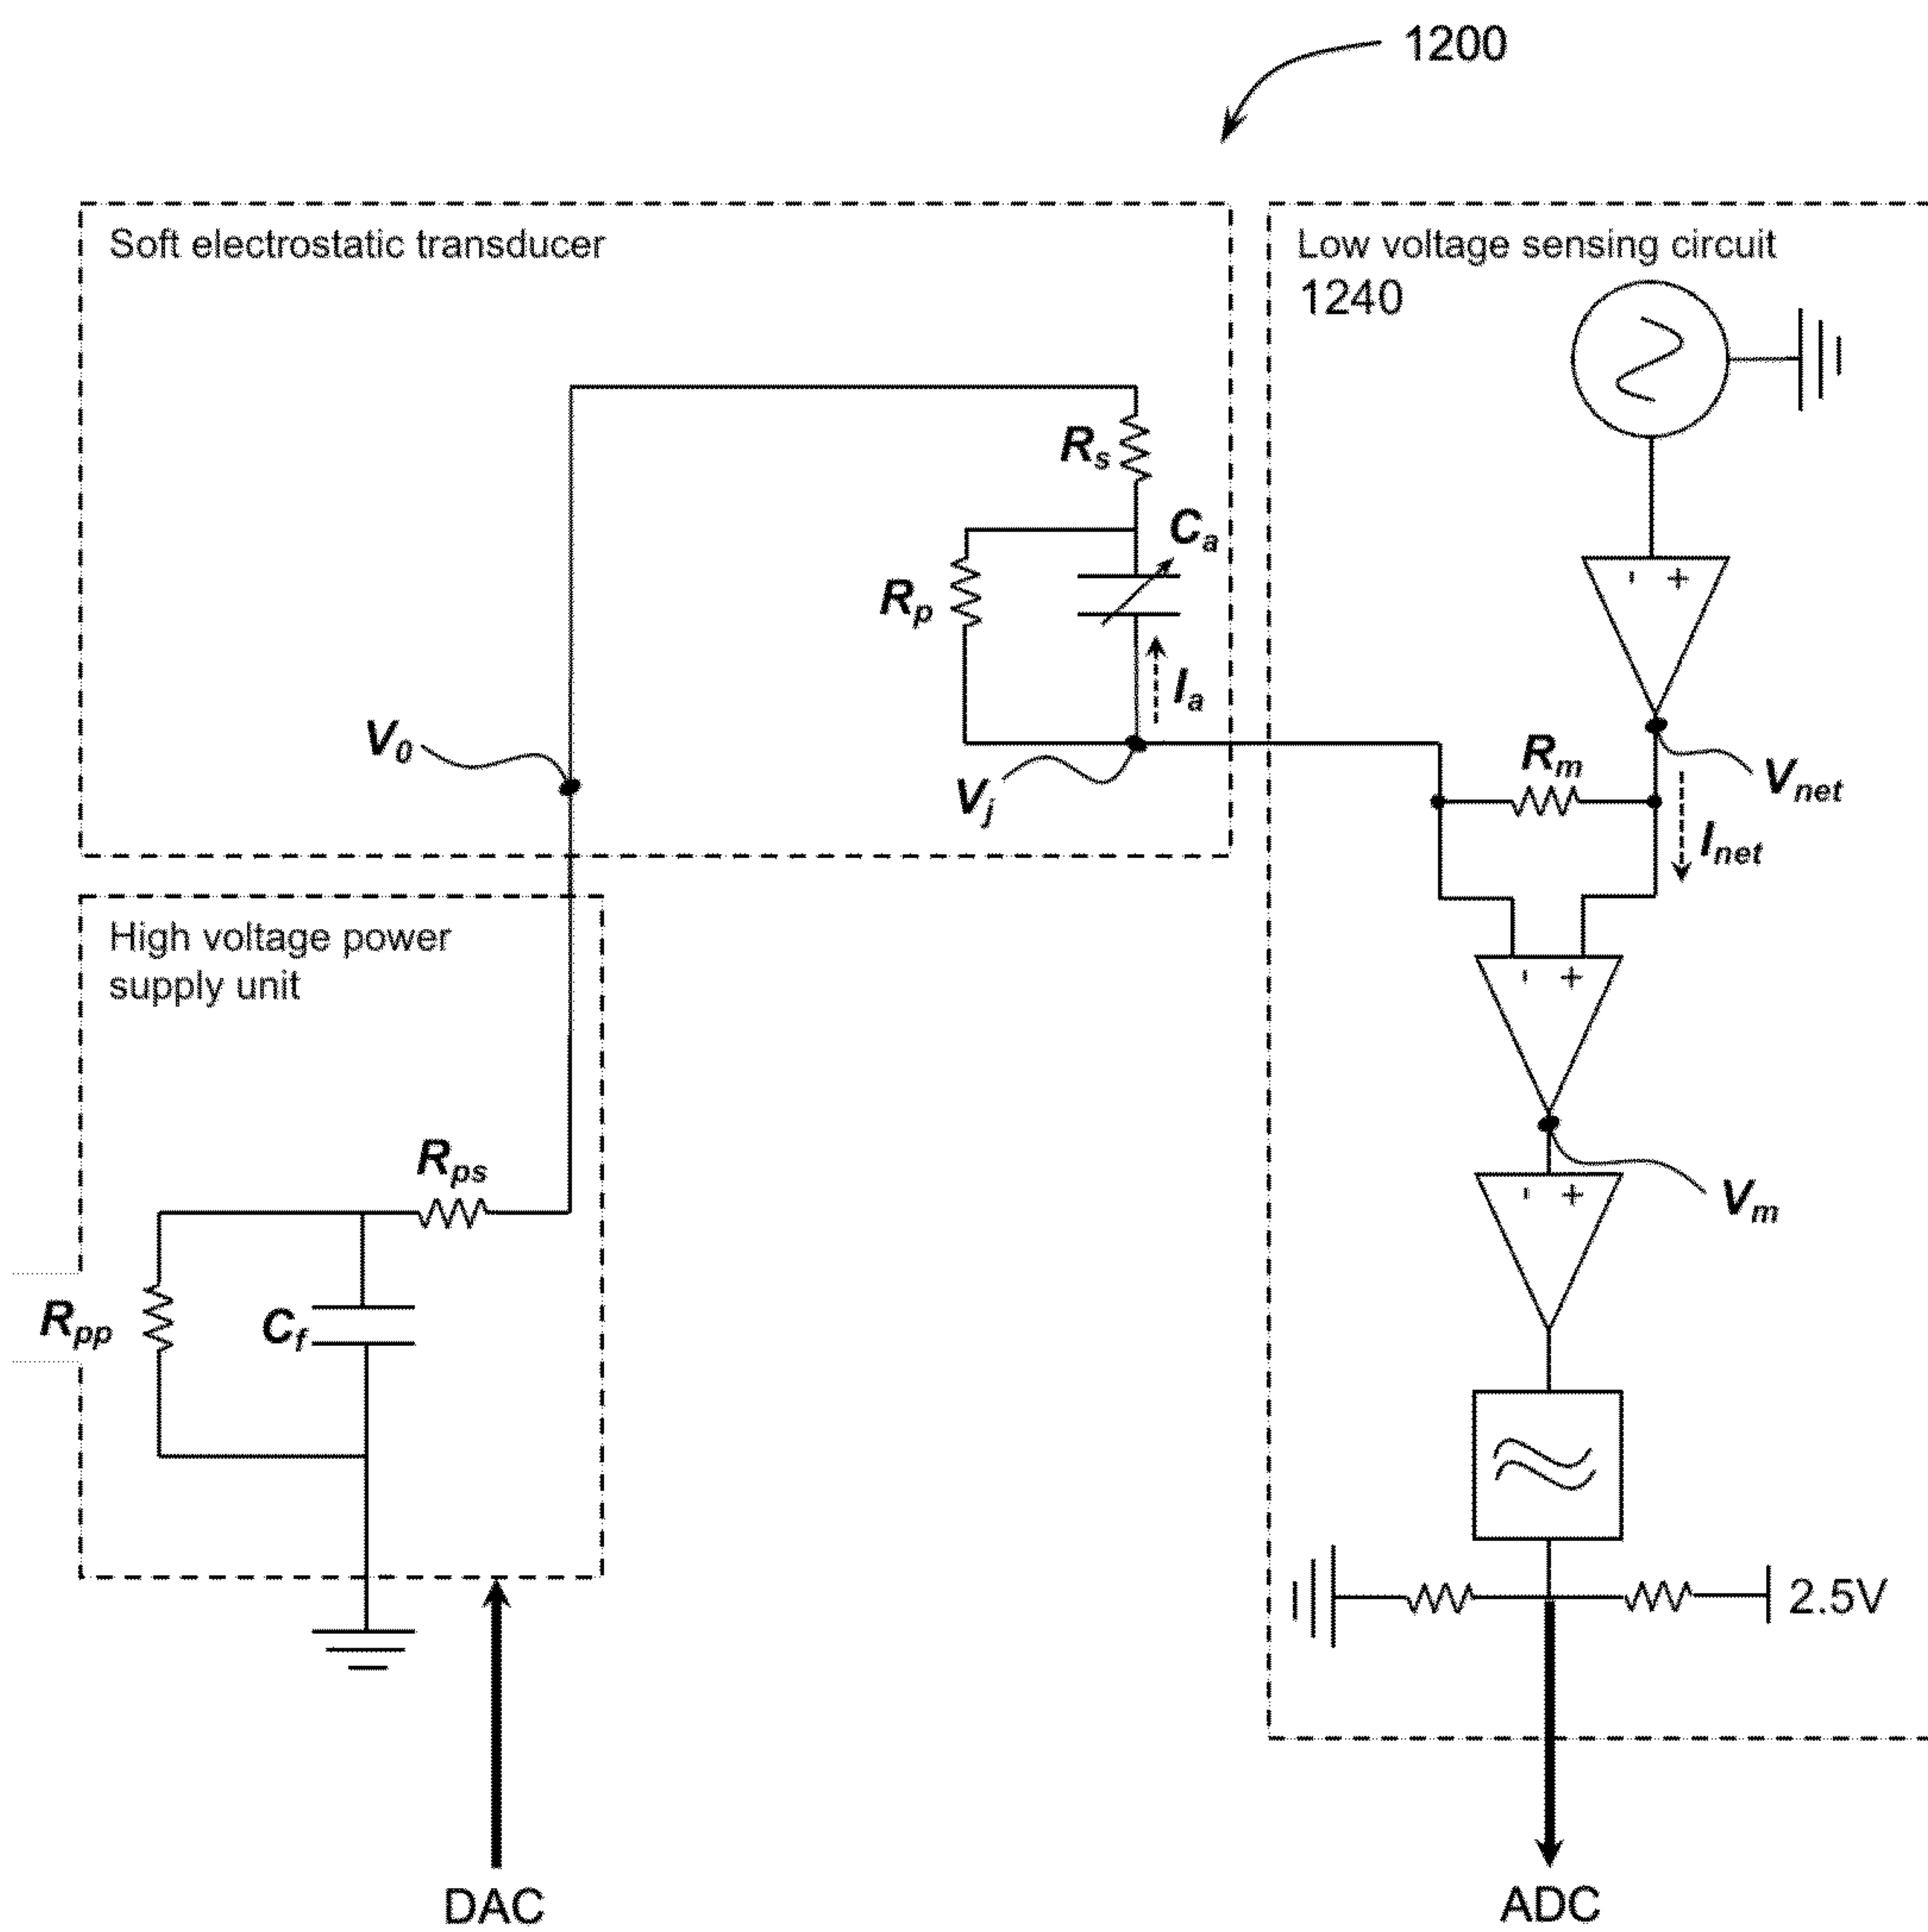 1200
Soft electrostatic transducer
Low voltage sensing circuit
1240
- +
Rs
Ca
Rp
Ia
V0
Vj
Rm
Vnet
Inet
High voltage power
supply unit
- +
Rps
Vm
- +
Rpp
Cf
2.5V
DAC
ADC